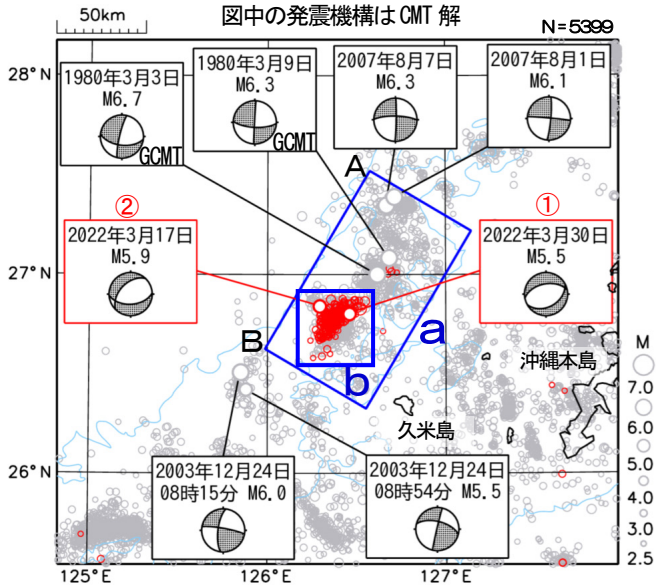 50km
図中の発震機構は CMT 解
N=5399
28°N
27°N
26°N
1980年3月3日
M6.7
GCMT
1980年3月9日
M6.3
GCMT
2007年8月7日
M6.3
2007年8月1日
M6.1
A
②
2022年3月17日
M5.9
①
2022年3月30日
M5.5
B
a
b
沖縄本島
久米島
2003年12月24日
08時15分 M6.0
2003年12月24日
08時54分 M5.5
M
7.0
6.0
5.0
4.0
3.0
2.5
125°E
126°E
127°E